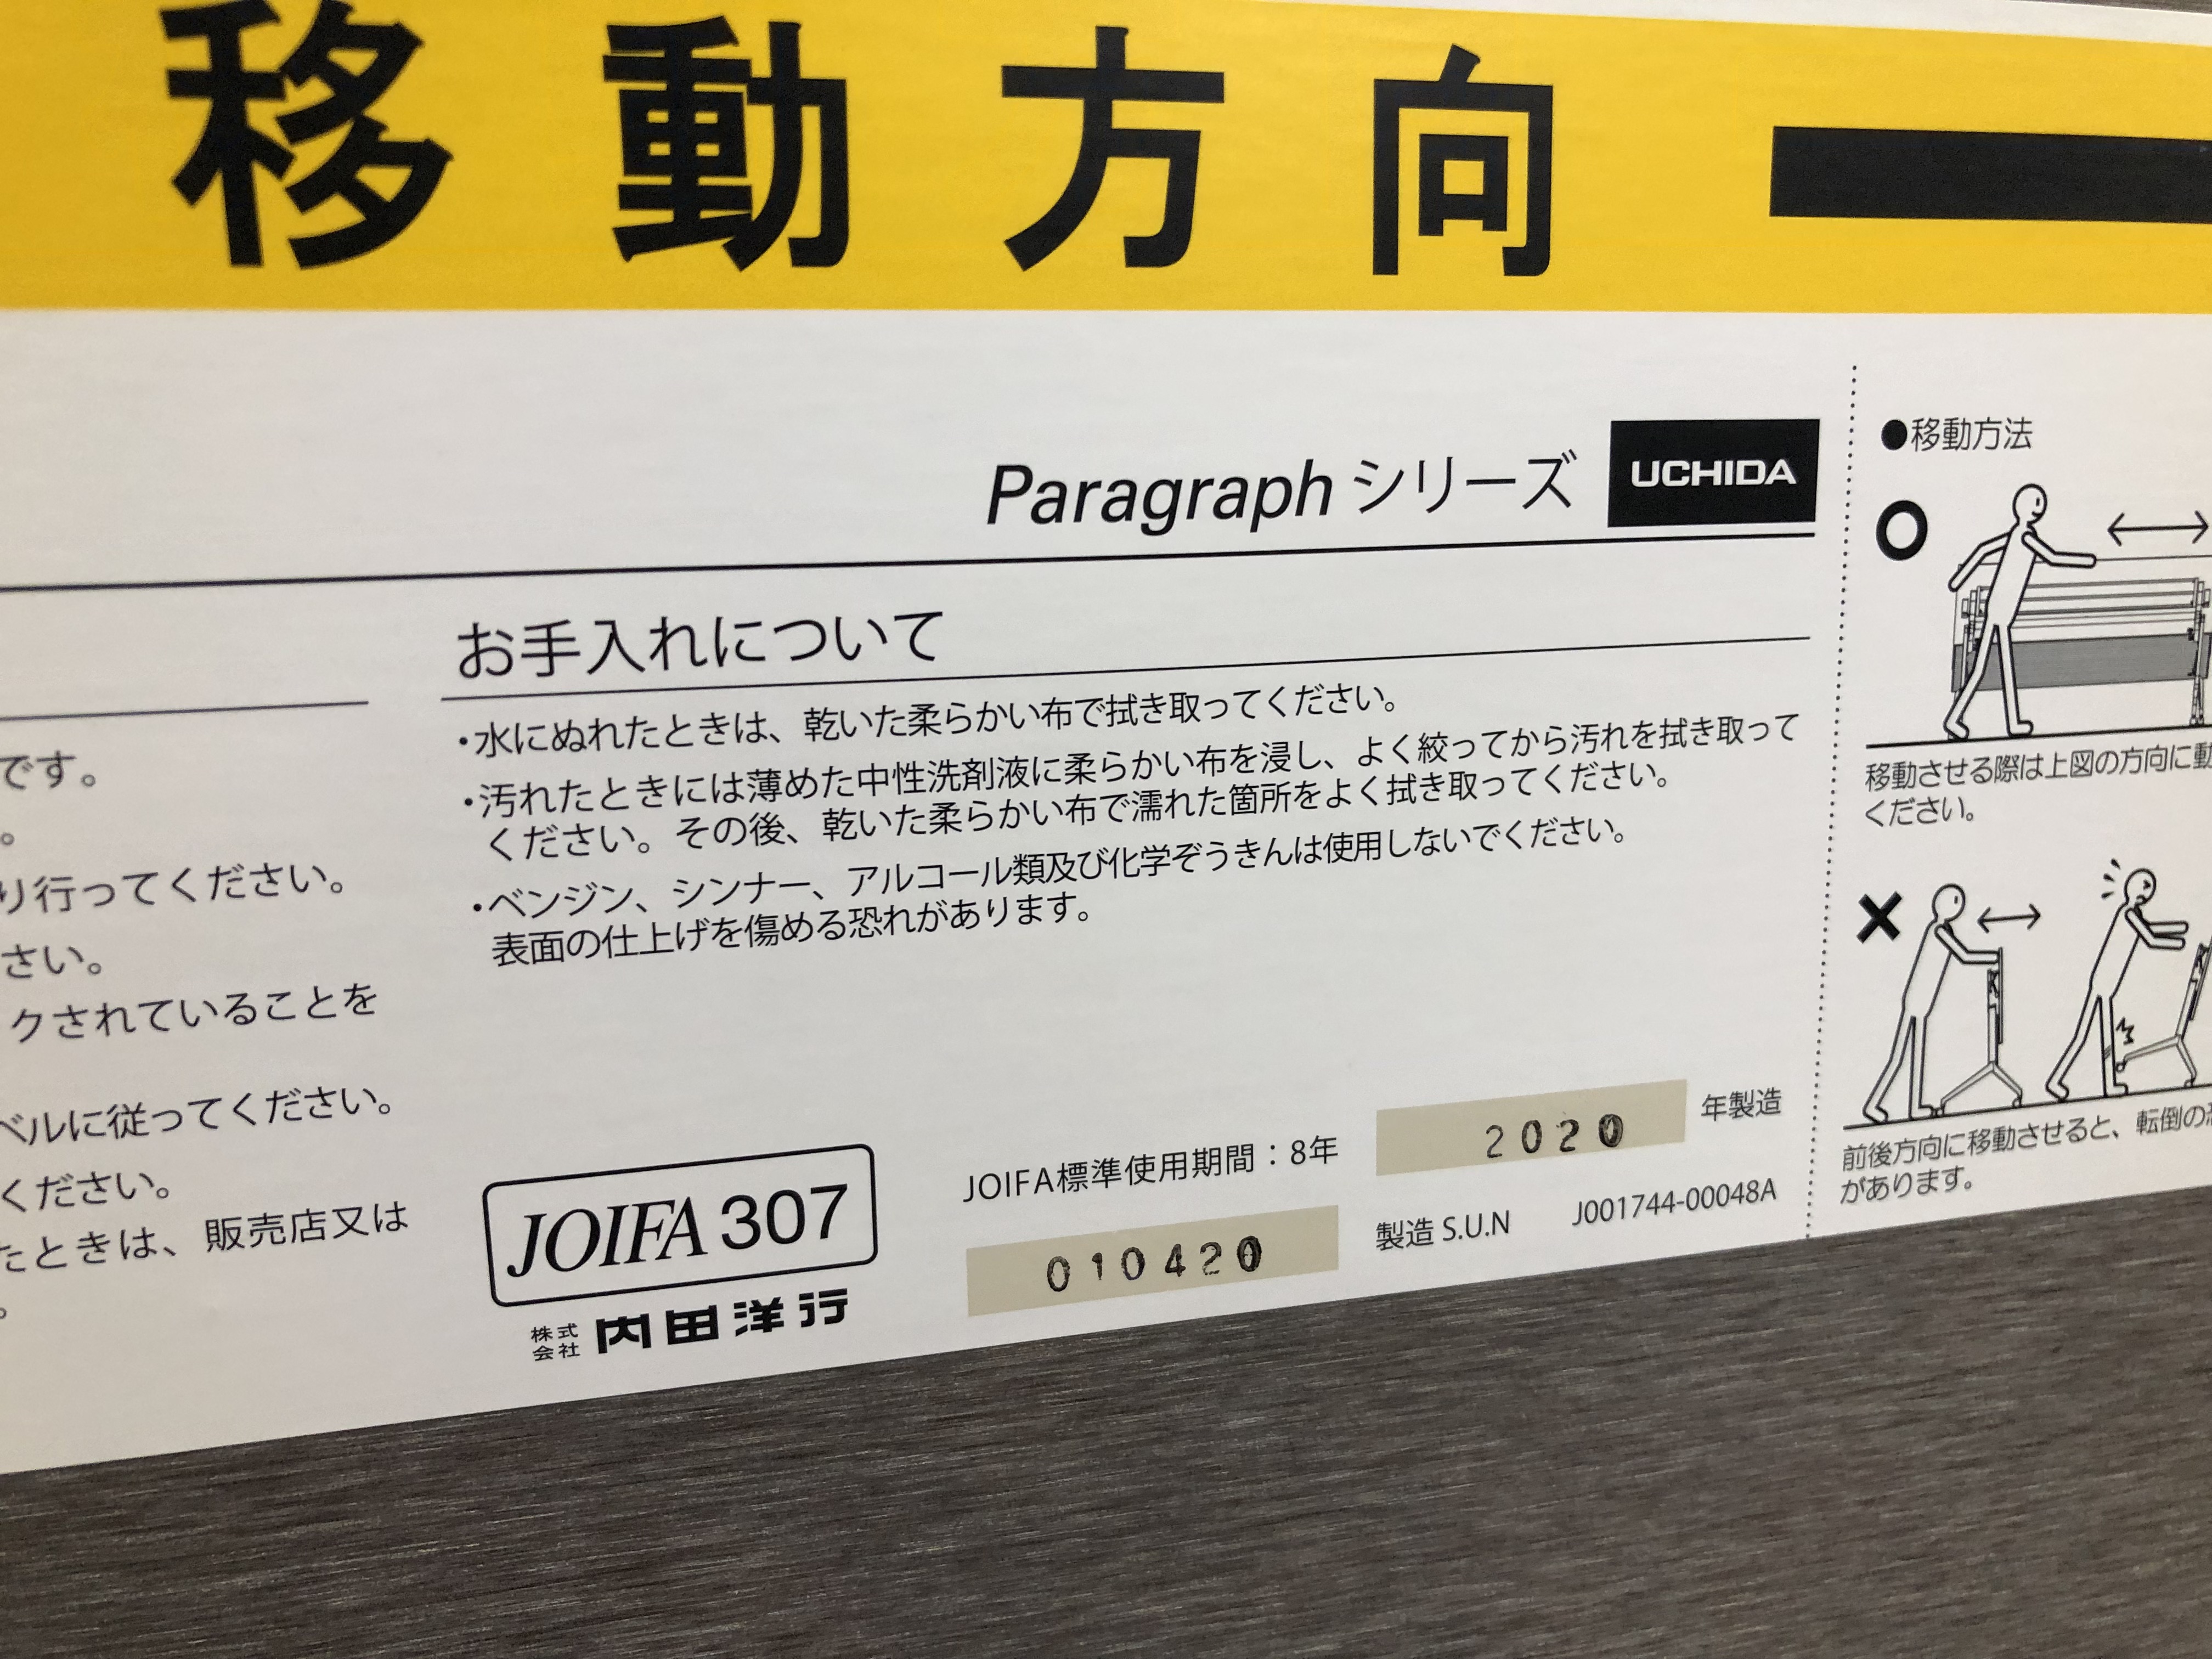 移動方向
Paragraph シリーズ UCHIDA
です。
。
り行ってください。
さい。
クされていることを
ベルに従ってください。
ください。
たときは、販売店又は
。
お手入れについて
・水にぬれたときは、乾いた柔らかい布で拭き取ってください。
・汚れたときには薄めた中性洗剤液に柔らかい布を浸し、よく絞ってから汚れを拭き取って
ください。その後、乾いた柔らかい布で濡れた箇所をよく拭き取ってください。
・ベンジン、シンナー、アルコール類及び化学ぞうきんは使用しないでください。
表面の仕上げを傷める恐れがあります。
JOIFA 307
株式会社 内田洋行
JOIFA標準使用期間：8年
010420
2020 年製造
製造 S.U.N J001744-00048A
●移動方法
移動させる際は上図の方向に動
ください。
前後方向に移動させると、転倒の恐
があります。